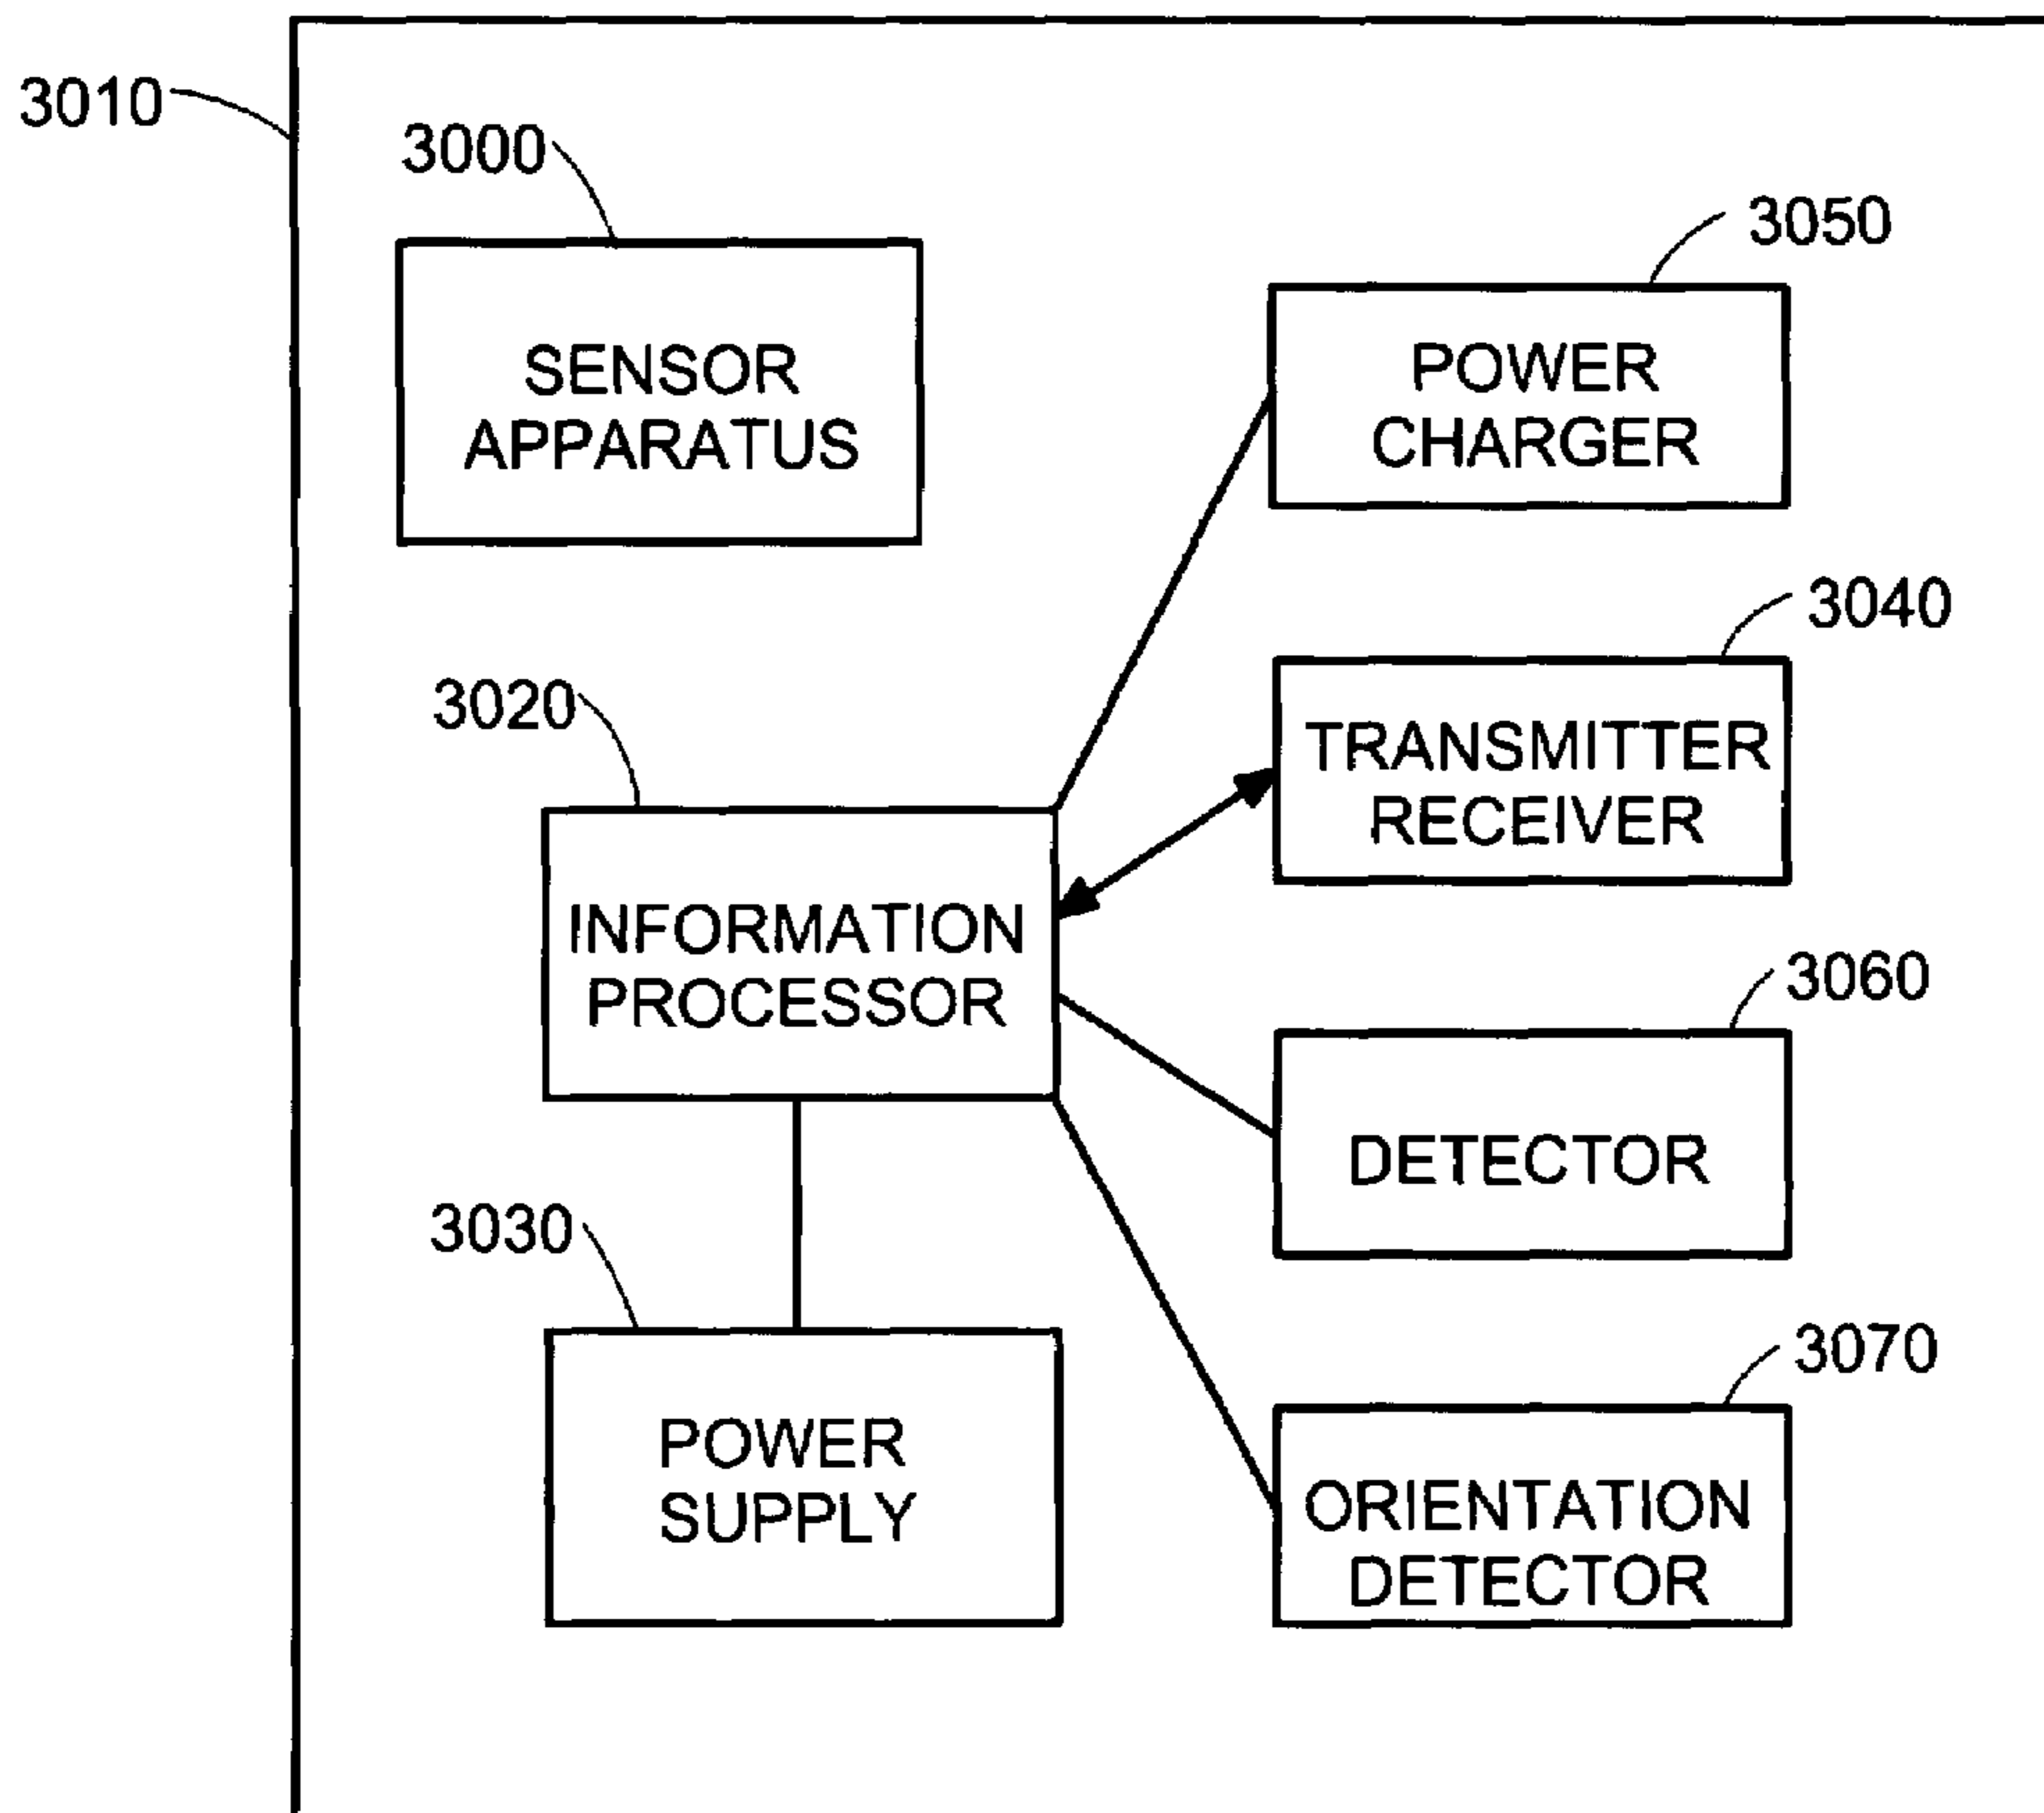 3010
3000
SENSOR
APPARATUS
3050
POWER
CHARGER
3040
TRANSMITTER
RECEIVER
3020
INFORMATION
PROCESSOR
3060
DETECTOR
3030
POWER
SUPPLY
3070
ORIENTATION
DETECTOR